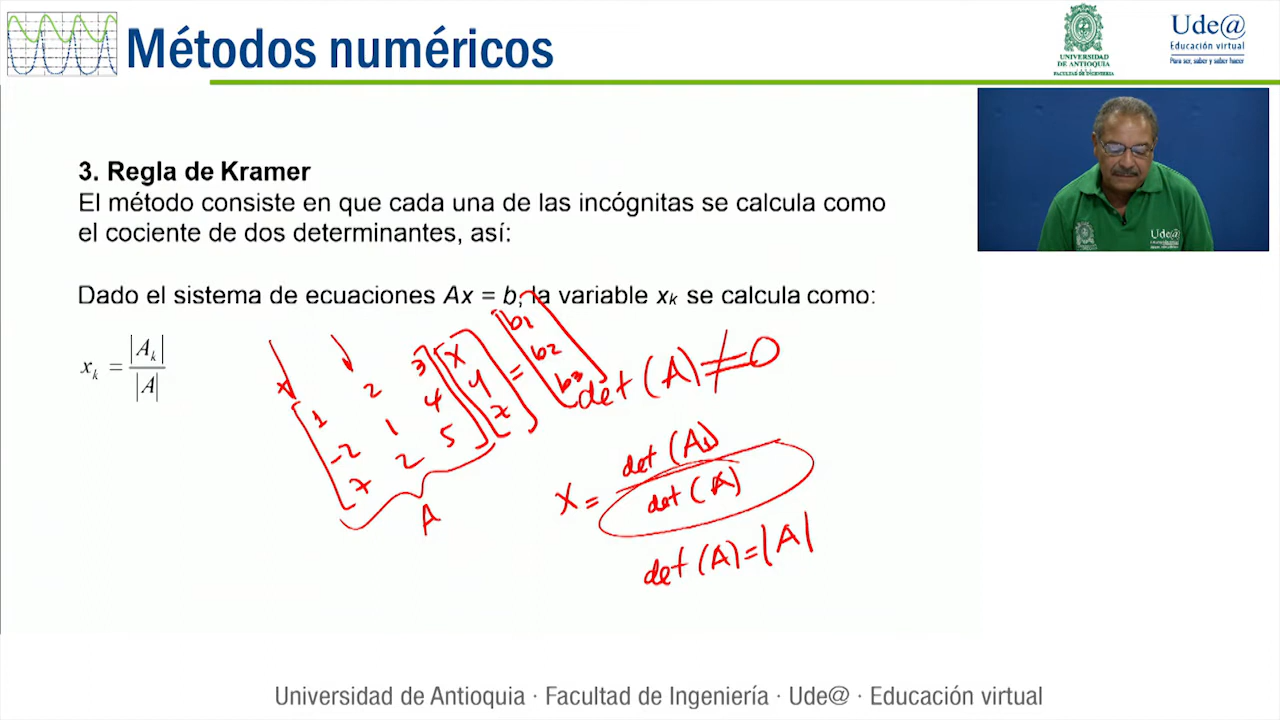 Métodos numéricos
UNIVERSIDAD
DE ANTIOQUIA
FACULTAD DE INGENIERÍA
Ude@
Educación virtual
Para ser, saber y saber hacer
3. Regla de Kramer
El método consiste en que cada una de las incógnitas se calcula como
el cociente de dos determinantes, así:
Dado el sistema de ecuaciones Ax = b, la variable xk se calcula como:
xk = |Ak| / |A|
1 2 3 x = b1
-2 1 4 y b2
7 2 5 z b3
A
det (A) ≠ 0
x = det (A1) / det (A)
det (A) = |A|
Ude@
Universidad de Antioquia · Facultad de Ingeniería · Ude@ · Educación virtual